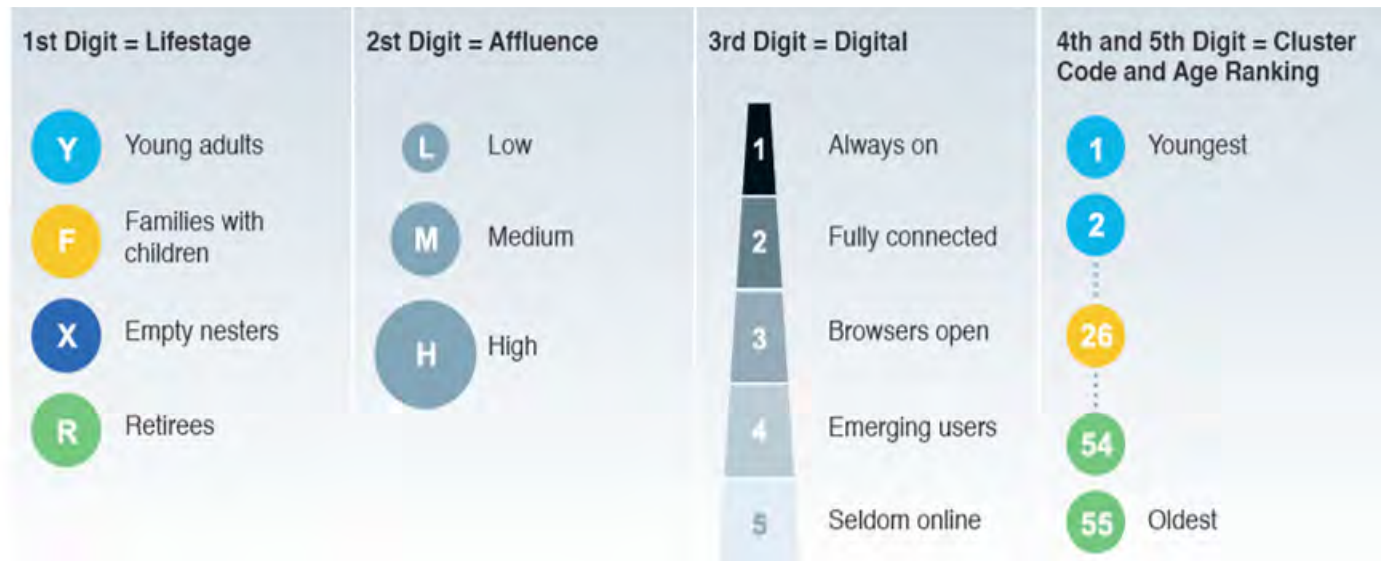 1st Digit = Lifestage
Y Young adults
F Families with
children
X Empty nesters
R Retirees
2st Digit = Affluence
L Low
M Medium
H High
3rd Digit = Digital
1 Always on
2 Fully connected
3 Browsers open
4 Emerging users
5 Seldom online
4th and 5th Digit = Cluster
Code and Age Ranking
1 Youngest
2
26
54
55 Oldest